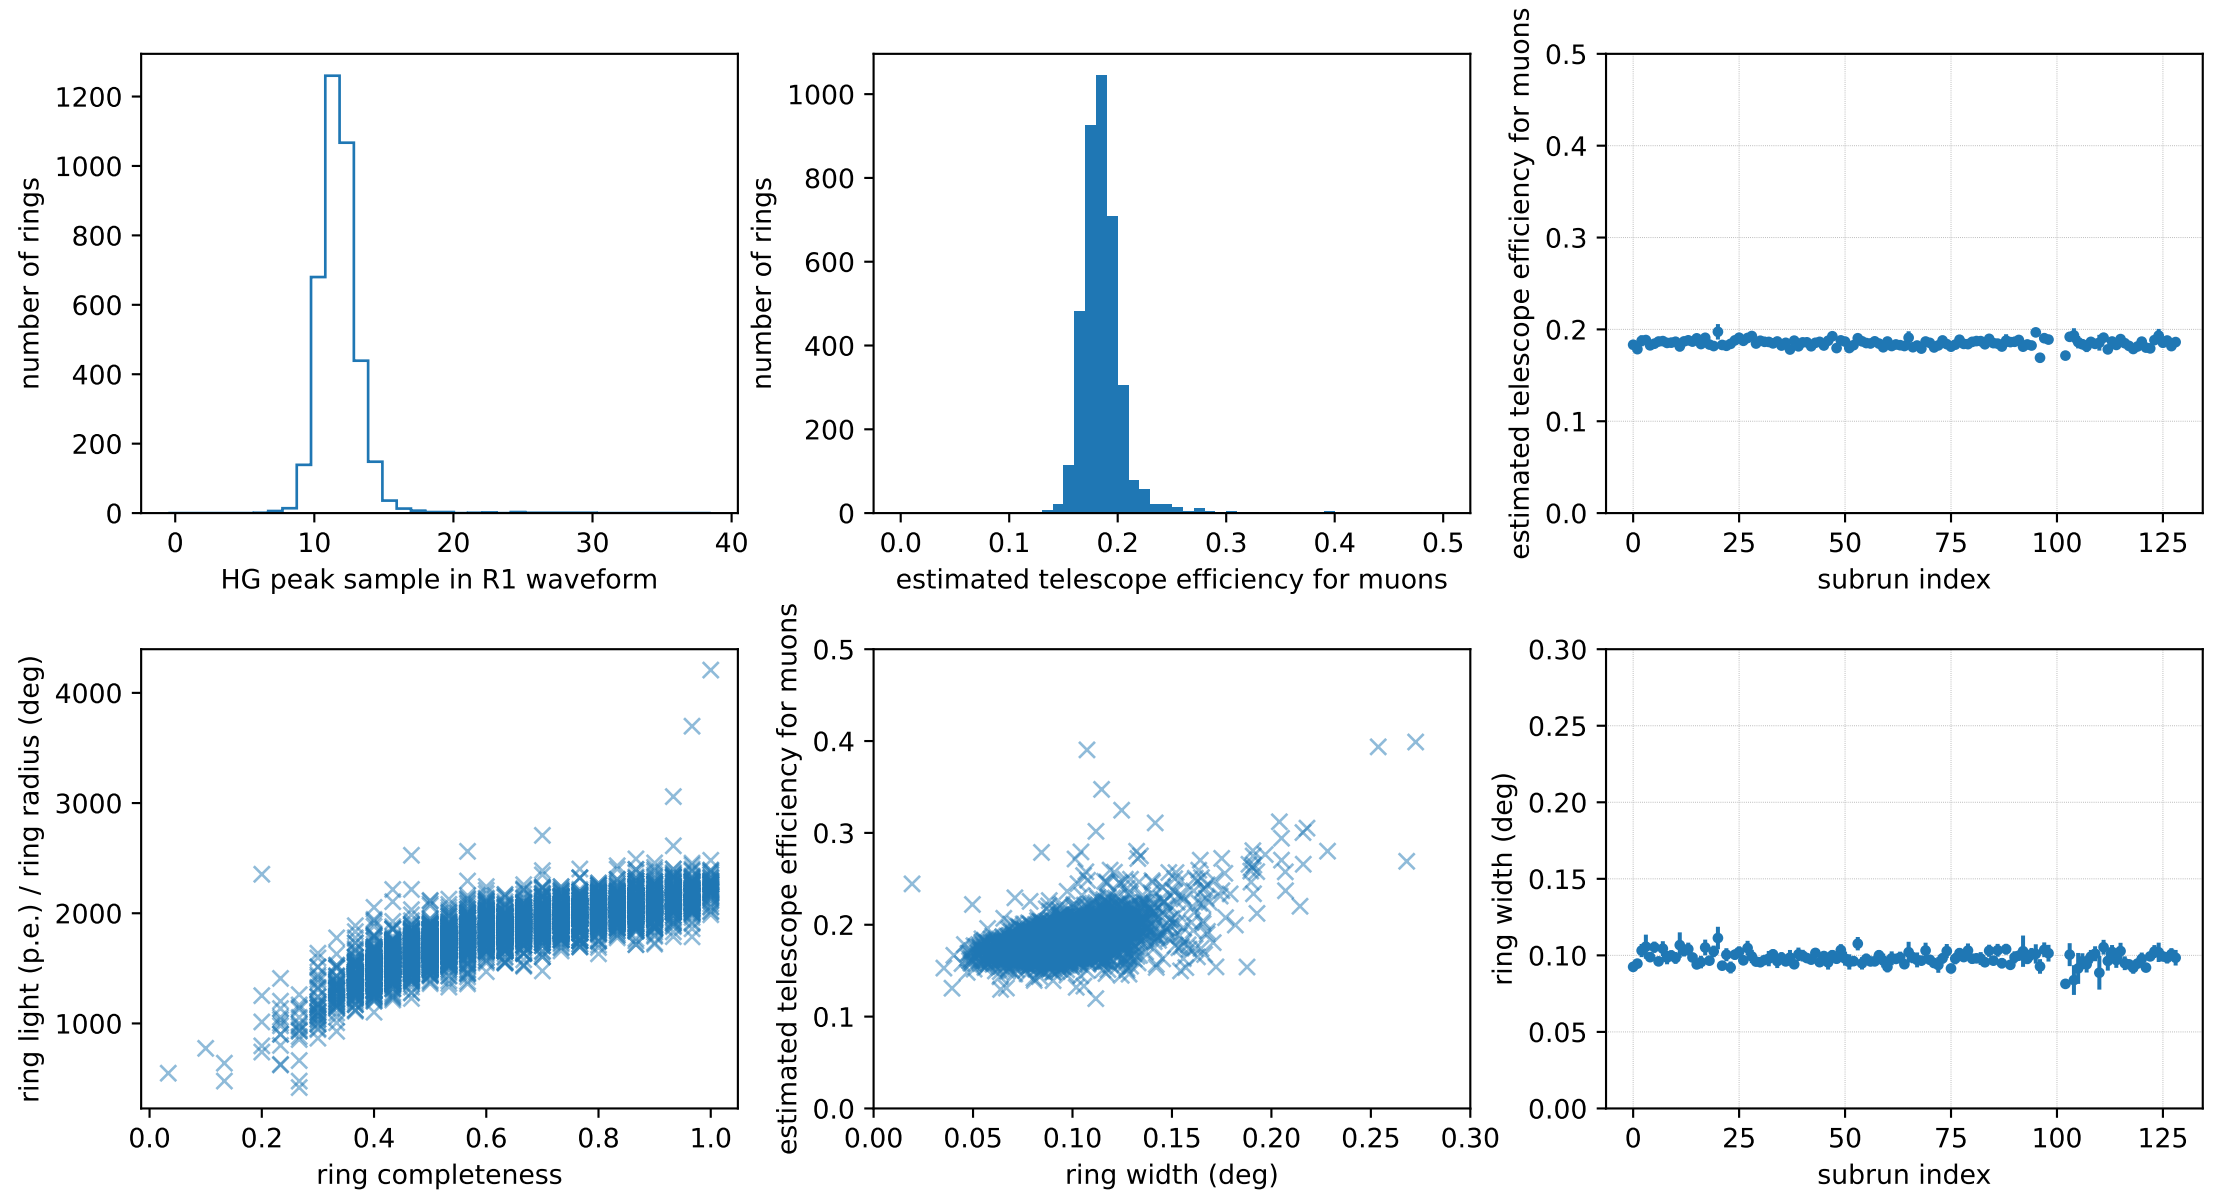 1200
1000
800
600
400
200
0
number of rings
0 10 20 30 40
HG peak sample in R1 waveform
1000
800
600
400
200
0
number of rings
0.0 0.1 0.2 0.3 0.4 0.5
estimated telescope efficiency for muons
0.5
0.4
0.3
0.2
0.1
0.0
estimated telescope efficiency for muons
0 25 50 75 100 125
subrun index
4000
3000
2000
1000
ring light (p.e.) / ring radius (deg)
0.0 0.2 0.4 0.6 0.8 1.0
ring completeness
0.5
0.4
0.3
0.2
0.1
0.0
estimated telescope efficiency for muons
0.00 0.05 0.10 0.15 0.20 0.25 0.30
ring width (deg)
0.30
0.25
0.20
0.15
0.10
0.05
0.00
ring width (deg)
0 25 50 75 100 125
subrun index